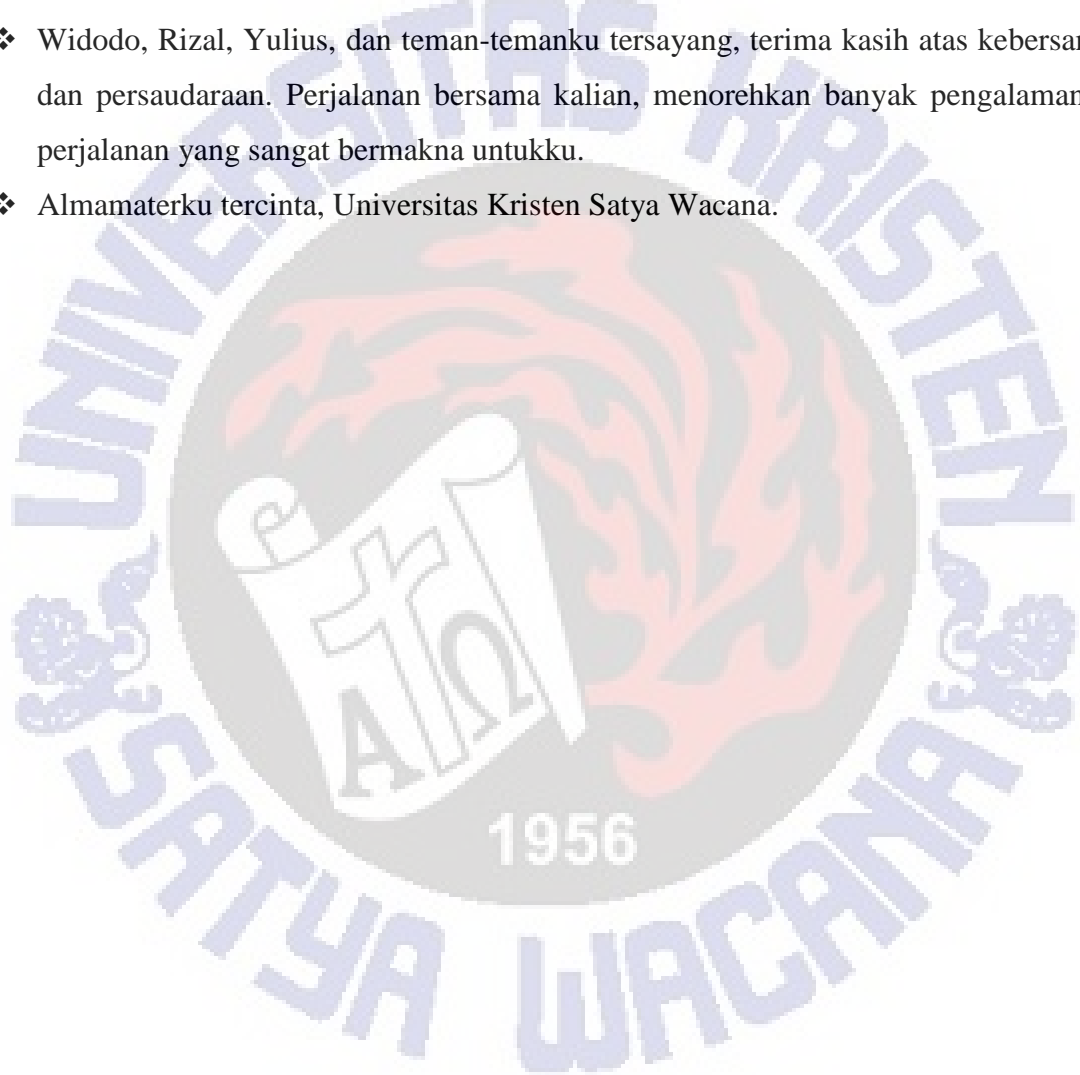 ❖ Widodo, Rizal, Yulius, dan teman-temanku tersayang, terima kasih atas
dan persaudaraan. Perjalanan bersama kalian, menorehkan banyak pengalaman
perjalanan yang sangat bermakna untukku.
❖ Almamaterku tercinta, Universitas Kristen Satya Wacana.
UNIVERSITAS KRISTEN
SATYA WACANA
Α Ω
1956